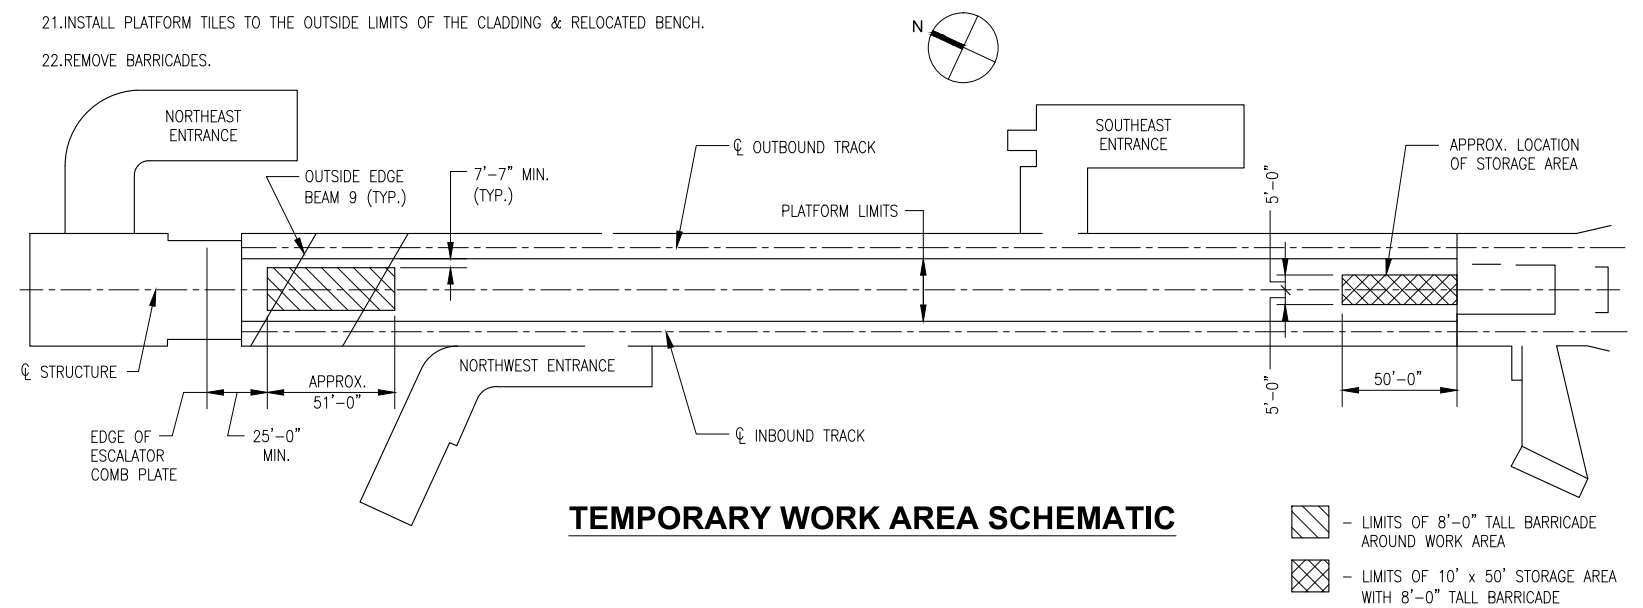 21.INSTALL PLATFORM TILES TO THE OUTSIDE LIMITS OF THE CLADDING & RELOCATED BENCH.
22.REMOVE BARRICADES.
N
NORTHEAST
ENTRANCE
OUTSIDE EDGE
BEAM 9 (TYP.)
7'-7" MIN.
(TYP.)
℄ OUTBOUND TRACK
PLATFORM LIMITS
SOUTHEAST
ENTRANCE
5'-0"
APPROX. LOCATION
OF STORAGE AREA
℄ STRUCTURE
APPROX.
51'-0"
NORTHWEST ENTRANCE
5'-0"
50'-0"
EDGE OF
ESCALATOR
COMB PLATE
25'-0"
MIN.
℄ INBOUND TRACK
TEMPORARY WORK AREA SCHEMATIC
- LIMITS OF 8'-0" TALL BARRICADE
AROUND WORK AREA
- LIMITS OF 10' x 50' STORAGE AREA
WITH 8'-0" TALL BARRICADE